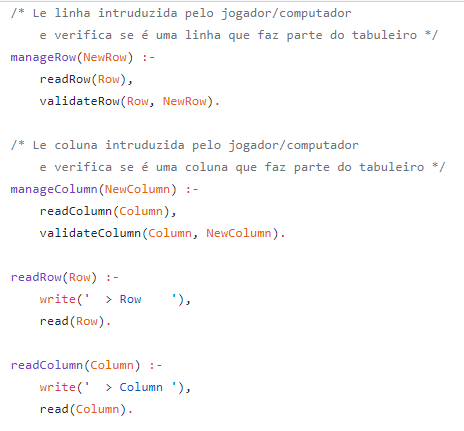 /* Le linha intruduzida pelo jogador/computador
    e verifica se é uma linha que faz parte do tabuleiro */
manageRow(NewRow) :-
    readRow(Row),
    validateRow(Row, NewRow).

/* Le coluna intruduzida pelo jogador/computador
    e verifica se é uma coluna que faz parte do tabuleiro */
manageColumn(NewColumn) :-
    readColumn(Column),
    validateColumn(Column, NewColumn).

readRow(Row) :-
    write('  > Row    '),
    read(Row).

readColumn(Column) :-
    write('  > Column '),
    read(Column).